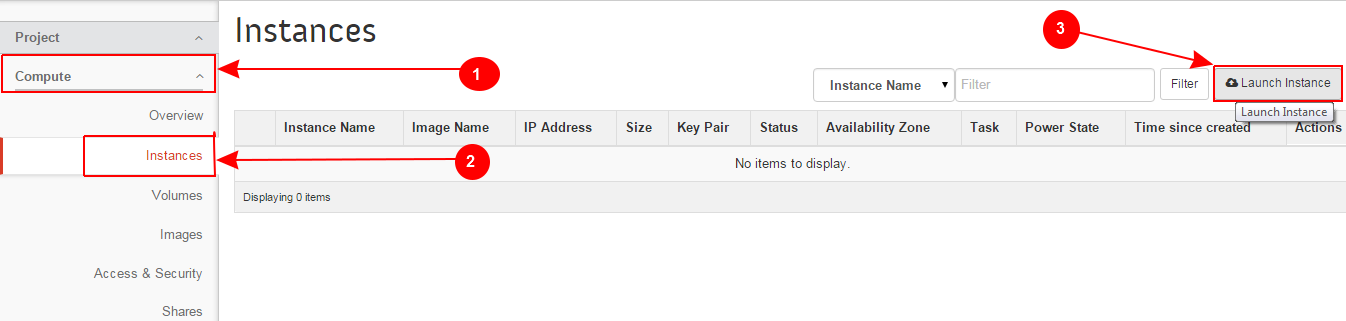 Instances
3
Project
Compute
1
Instance Name
Filter
Filter
Launch Instance
Launch Instance
Overview
Instance Name Image Name IP Address Size Key Pair Status Availability Zone Task Power State Time since created Actions
Instances
2
No items to display.
Volumes
Displaying 0 items
Images
Access & Security
Shares